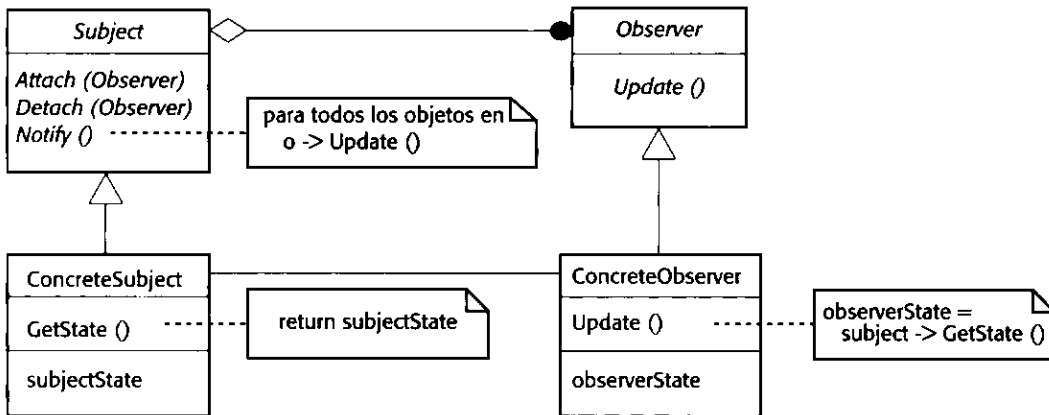 Subject
Attach (Observer)
Detach (Observer)
Notify ()
para todos los objetos en
o -> Update ()
Observer
Update ()
ConcreteSubject
GetState ()
subjectState
return subjectState
ConcreteObserver
Update ()
observerState
observerState =
subject -> GetState ()